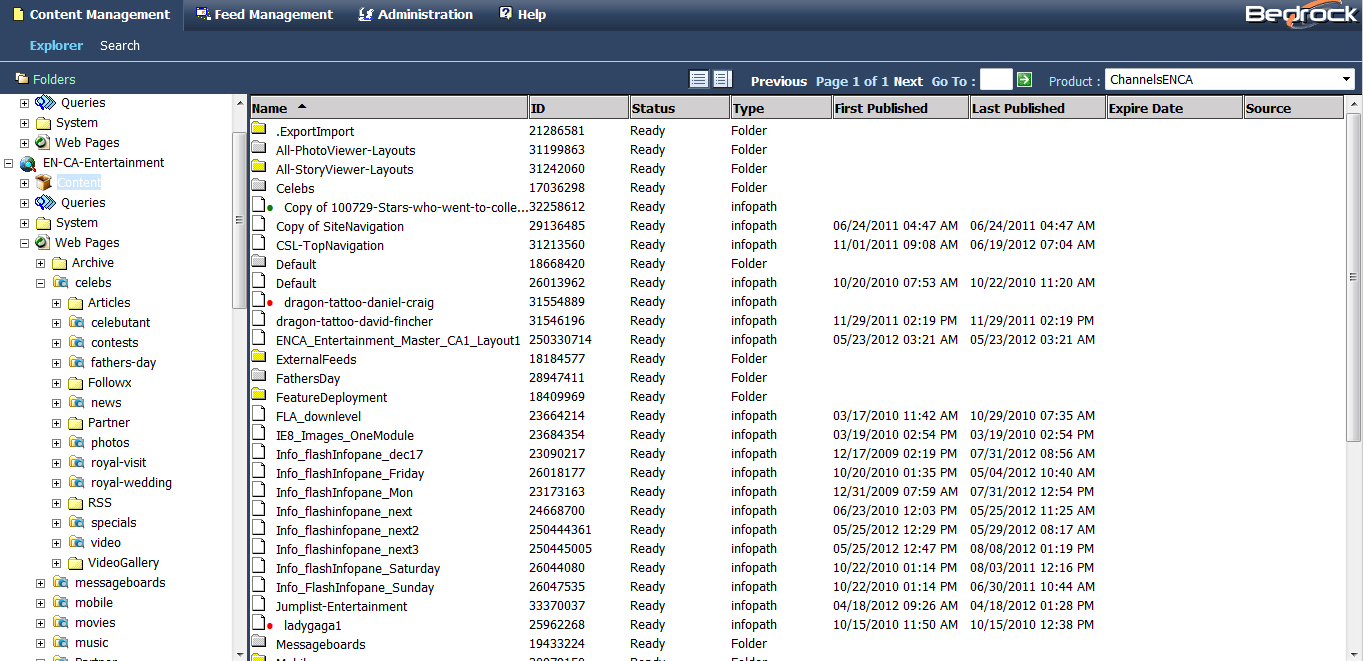 Content Management Feed Management Administration Help Bedrock
Explorer Search
Folders Previous Page 1 of 1 Next Go To : Product : ChannelsENCA
Queries
System
Web Pages
EN-CA-Entertainment
Content
Queries
System
Web Pages
Archive
celebs
Articles
celebutant
contests
fathers-day
Followx
news
Partner
photos
royal-visit
royal-wedding
RSS
specials
video
VideoGallery
messageboards
mobile
movies
music
Name ID Status Type First Published Last Published Expire Date Source
.ExportImport 21286581 Ready Folder
All-PhotoViewer-Layouts 31199863 Ready Folder
All-StoryViewer-Layouts 31242060 Ready Folder
Celebs 17036298 Ready Folder
Copy of 100729-Stars-who-went-to-colle... 32258612 Ready infopath
Copy of SiteNavigation 29136485 Ready infopath 06/24/2011 04:47 AM 06/24/2011 04:47 AM
CSL-TopNavigation 31213560 Ready infopath 11/01/2011 09:08 AM 06/19/2012 07:04 AM
Default 18668420 Ready Folder
Default 26013962 Ready infopath 10/20/2010 07:53 AM 10/22/2010 11:20 AM
dragon-tattoo-daniel-craig 31554889 Ready infopath
dragon-tattoo-david-fincher 31546196 Ready infopath 11/29/2011 02:19 PM 11/29/2011 02:19 PM
ENCA_Entertainment_Master_CA1_Layout1 250330714 Ready infopath 05/23/2012 03:21 AM 05/23/2012 03:21 AM
ExternalFeeds 18184577 Ready Folder
FathersDay 28947411 Ready Folder
FeatureDeployment 18409969 Ready Folder
FLA_downlevel 23664214 Ready infopath 03/17/2010 11:42 AM 10/29/2010 07:35 AM
IE8_Images_OneModule 23684354 Ready infopath 03/19/2010 02:54 PM 03/19/2010 02:54 PM
Info_flashInfopane_dec17 23090217 Ready infopath 12/17/2009 02:19 PM 07/31/2012 08:56 AM
Info_flashInfopane_Friday 26018177 Ready infopath 10/20/2010 01:35 PM 05/04/2012 10:40 AM
Info_flashInfopane_Mon 23173163 Ready infopath 12/31/2009 07:59 AM 07/31/2012 12:54 PM
Info_flashinfopane_next 24668700 Ready infopath 06/23/2010 12:03 PM 05/25/2012 11:25 AM
Info_flashinfopane_next2 250444361 Ready infopath 05/25/2012 12:29 PM 05/29/2012 08:17 AM
Info_flashinfopane_next3 250445005 Ready infopath 05/25/2012 12:47 PM 08/08/2012 01:19 PM
Info_flashInfopane_Saturday 26044080 Ready infopath 10/22/2010 01:14 PM 08/03/2011 12:16 PM
Info_FlashInfopane_Sunday 26047535 Ready infopath 10/22/2010 01:14 PM 06/30/2011 10:44 AM
Jumplist-Entertainment 33370037 Ready infopath 04/18/2012 09:26 AM 04/18/2012 01:28 PM
ladygaga1 25962268 Ready infopath 10/15/2010 11:50 AM 10/15/2010 12:38 PM
Messageboards 19433224 Ready Folder